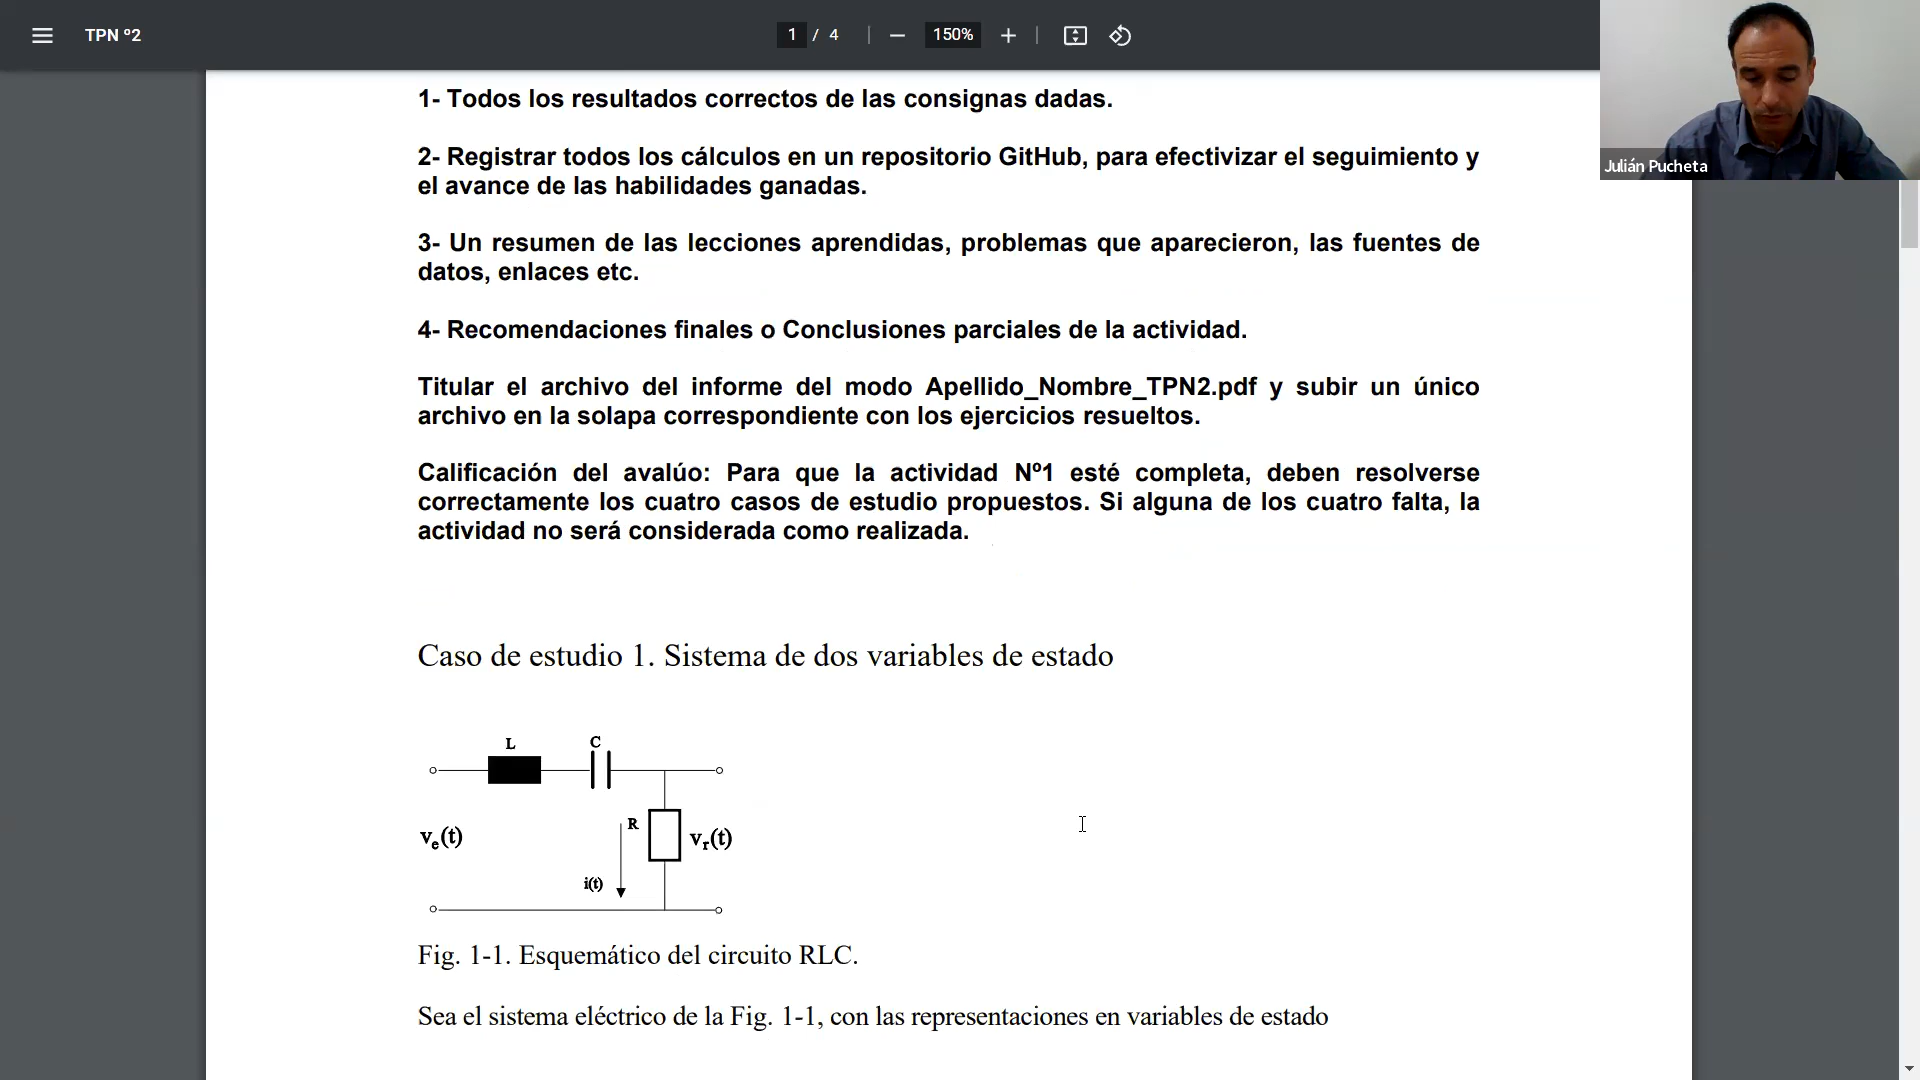 TPN º2
1 / 4
150%
Julián Pucheta
1- Todos los resultados correctos de las consignas dadas.
2- Registrar todos los cálculos en un repositorio GitHub, para efectivizar el seguimiento y
el avance de las habilidades ganadas.
3- Un resumen de las lecciones aprendidas, problemas que aparecieron, las fuentes de
datos, enlaces etc.
4- Recomendaciones finales o Conclusiones parciales de la actividad.
Titular el archivo del informe del modo Apellido_Nombre_TPN2.pdf y subir un único
archivo en la solapa correspondiente con los ejercicios resueltos.
Calificación del avalúo: Para que la actividad Nº1 esté completa, deben resolverse
correctamente los cuatro casos de estudio propuestos. Si alguna de los cuatro falta, la
actividad no será considerada como realizada.
Caso de estudio 1. Sistema de dos variables de estado
L
C
R
ve(t)
vr(t)
i(t)
Fig. 1-1. Esquemático del circuito RLC.
Sea el sistema eléctrico de la Fig. 1-1, con las representaciones en variables de estado